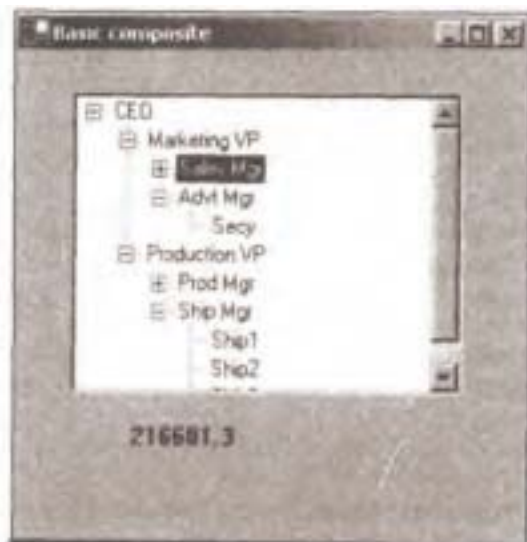 Basic composite
CEO
Marketing VP
Sales Mgr
Advt Mgr
Secy
Production VP
Prod Mgr
Ship Mgr
Ship1
Ship2
216681.3